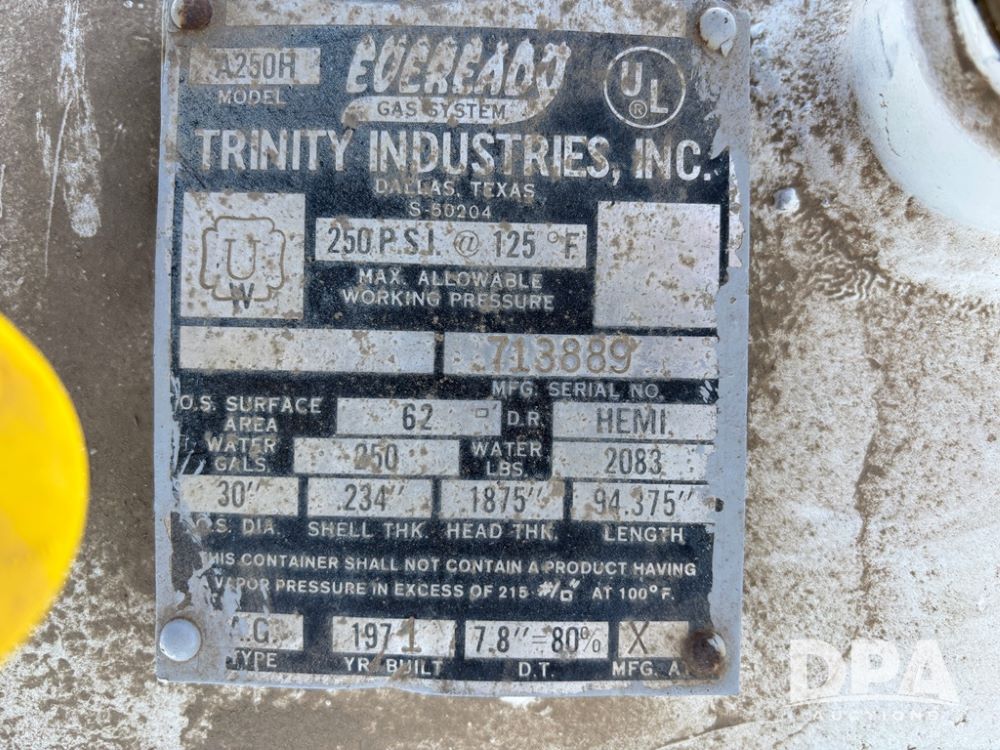 A250H
MODEL
EVEREADY
GAS SYSTEM
UL
®
TRINITY INDUSTRIES, INC.
DALLAS, TEXAS
S-50204
U
W
250 P.S.I. @ 125 °F
MAX. ALLOWABLE
WORKING PRESSURE
713889
MFG. SERIAL NO.
O.S. SURFACE AREA 62 □' D.R. HEMI.
T. WATER GALS. 250 WATER LBS. 2083
30" .234" .1875" 94.375"
O.S. DIA. SHELL THK. HEAD THK. LENGTH
THIS CONTAINER SHALL NOT CONTAIN A PRODUCT HAVING
VAPOR PRESSURE IN EXCESS OF 215 #/□" AT 100°F.
A.G. 1971 7.8"=80% X
TYPE YR. BUILT D.T. MFG. AT
DPA
AUCTIONS